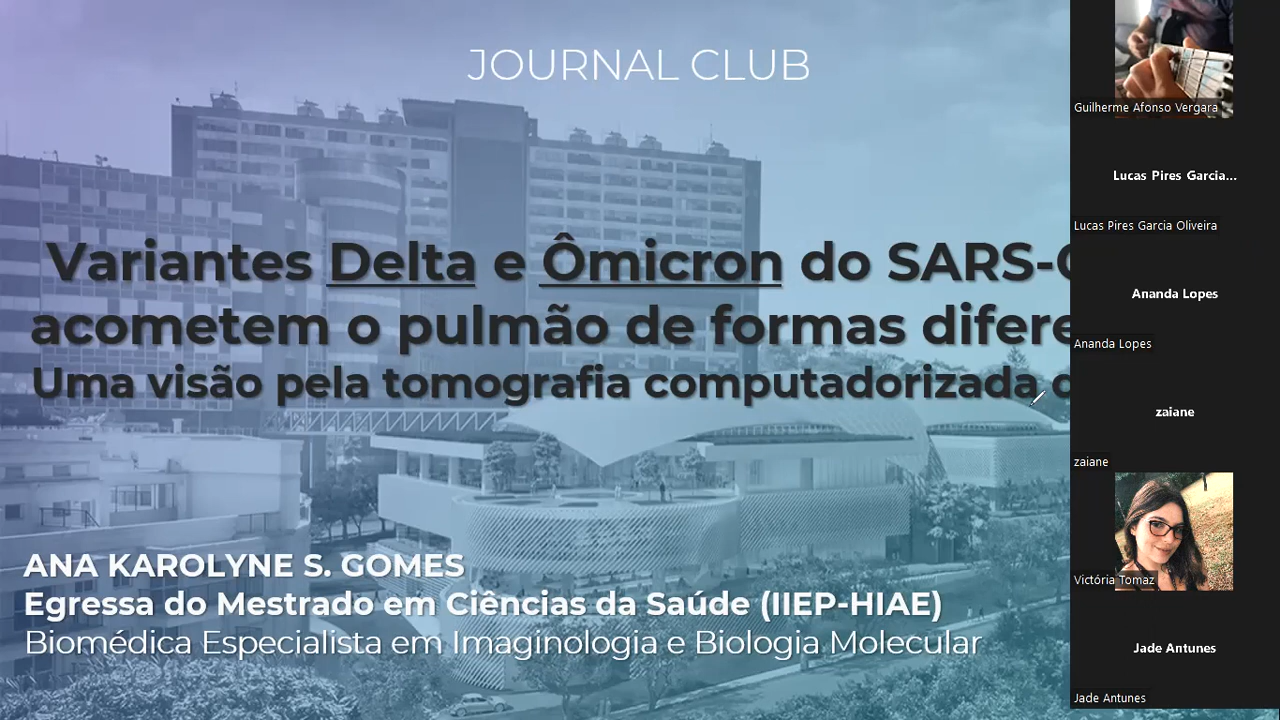 JOURNAL CLUB
Variantes Delta e Ômicron do SARS-
acometem o pulmão de formas difere
Uma visão pela tomografia computadorizada
ANA KAROLYNE S. GOMES
Egressa do Mestrado em Ciências da Saúde (IIEP-HIAE)
Biomédica Especialista em Imaginologia e Biologia Molecular
Guilherme Afonso Vergara
Lucas Pires Garcia...
Lucas Pires Garcia Oliveira
Ananda Lopes
Ananda Lopes
zaiane
zaiane
Victória Tomaz
Jade Antunes
Jade Antunes